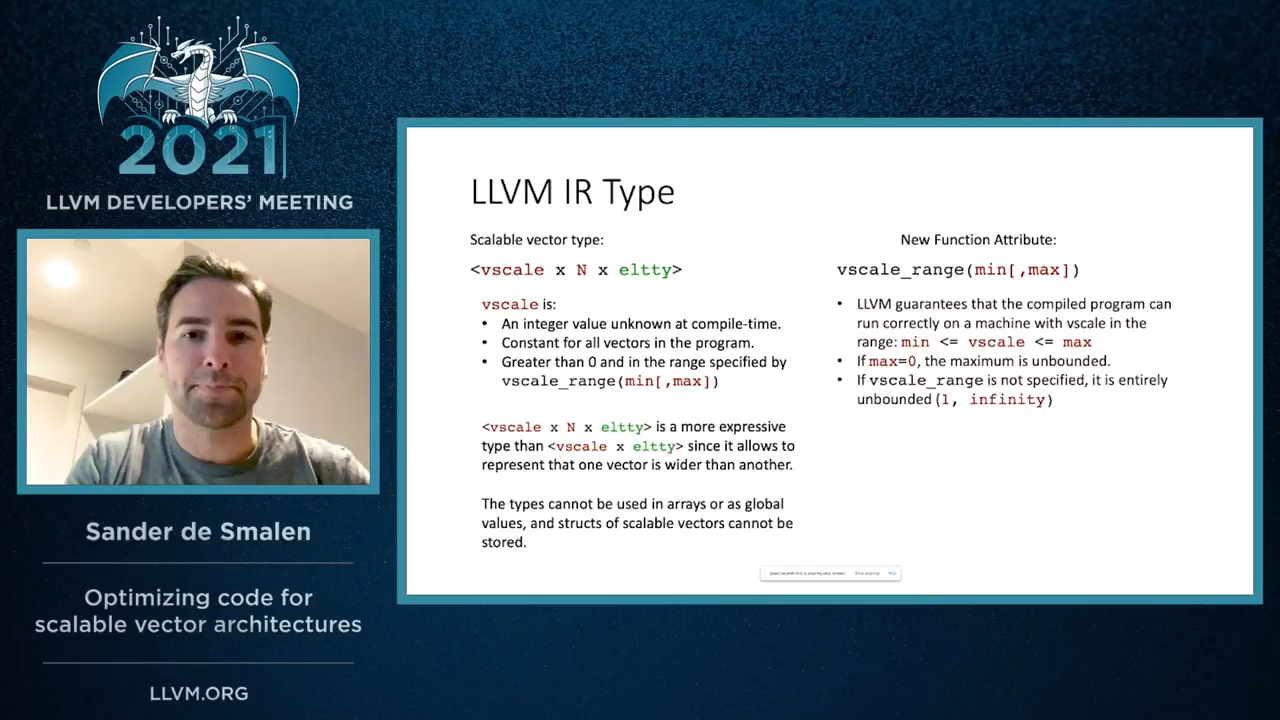 2021
LLVM DEVELOPERS' MEETING
Sander de Smalen
Optimizing code for
scalable vector architectures
LLVM.ORG
LLVM IR Type
Scalable vector type:
<vscale x N x eltty>
vscale is:
• An integer value unknown at compile-time.
• Constant for all vectors in the program.
• Greater than 0 and in the range specified by
vscale_range(min[,max])
<vscale x N x eltty> is a more expressive
type than <vscale x eltty> since it allows to
represent that one vector is wider than another.
The types cannot be used in arrays or as global
values, and structs of scalable vectors cannot be
stored.
New Function Attribute:
vscale_range(min[,max])
• LLVM guarantees that the compiled program can
run correctly on a machine with vscale in the
range: min <= vscale <= max
• If max=0, the maximum is unbounded.
• If vscale_range is not specified, it is entirely
unbounded (1, infinity)